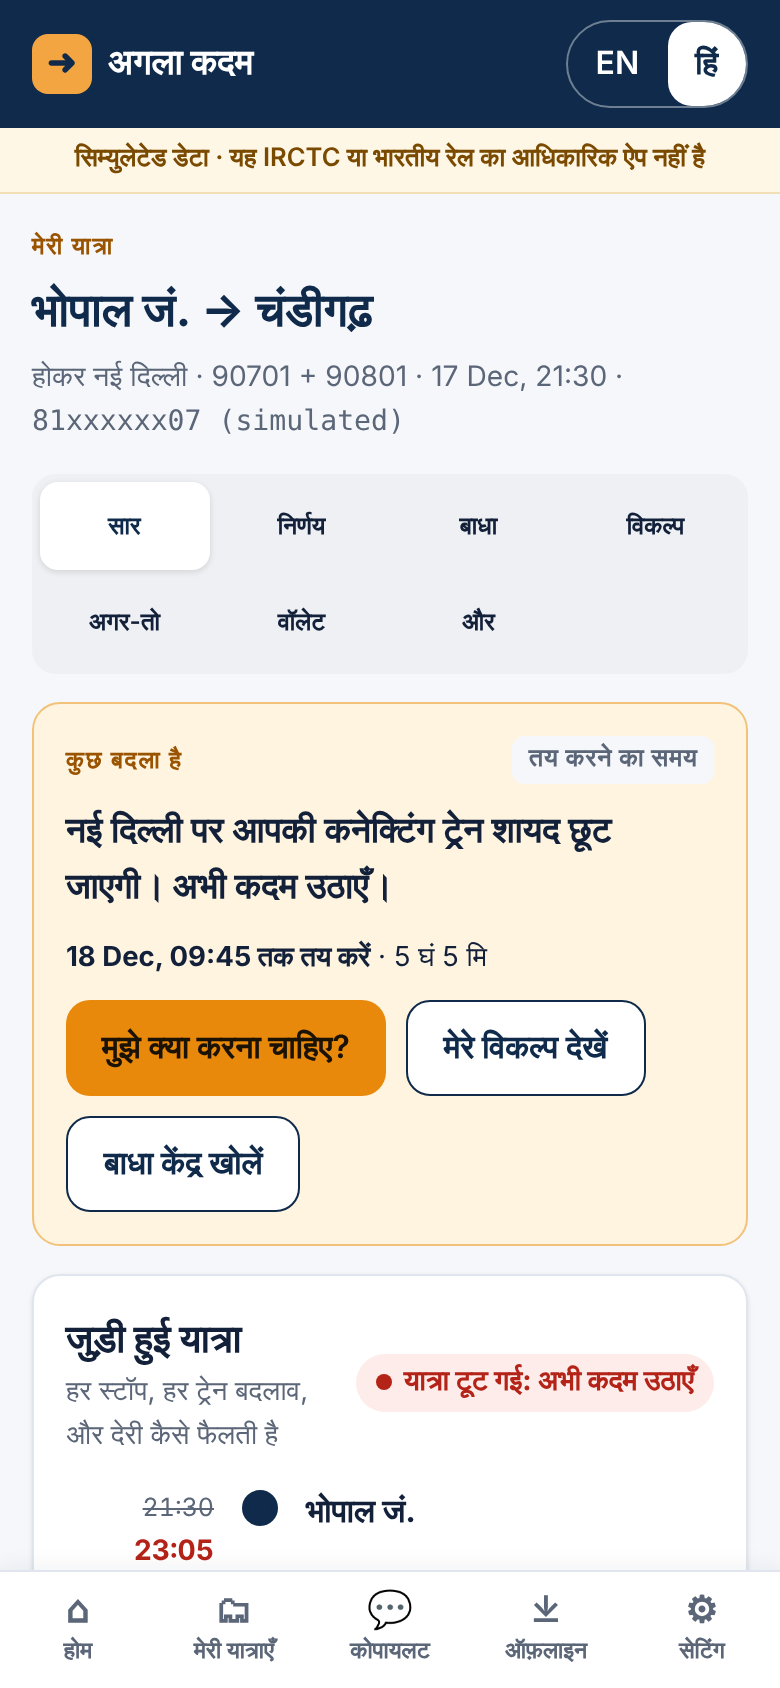 अगला कदम
EN
हिं
सिम्युलेटेड डेटा · यह IRCTC या भारतीय रेल का आधिकारिक ऐप नहीं है
मेरी यात्रा
भोपाल जं. → चंडीगढ़
होकर नई दिल्ली · 90701 + 90801 · 17 Dec, 21:30 ·
81xxxxxx07 (simulated)
सार
निर्णय
बाधा
विकल्प
अगर-तो
वॉलेट
और
कुछ बदला है
तय करने का समय
नई दिल्ली पर आपकी कनेक्टिंग ट्रेन शायद छूट
जाएगी। अभी कदम उठाएँ।
18 Dec, 09:45 तक तय करें · 5 घं 5 मि
मुझे क्या करना चाहिए?
मेरे विकल्प देखें
बाधा केंद्र खोलें
जुड़ी हुई यात्रा
हर स्टॉप, हर ट्रेन बदलाव,
और देरी कैसे फैलती है
यात्रा टूट गई: अभी कदम उठाएँ
21:30
भोपाल जं.
23:05
होम
मेरी यात्राएँ
कोपायलट
ऑफ़लाइन
सेटिंग